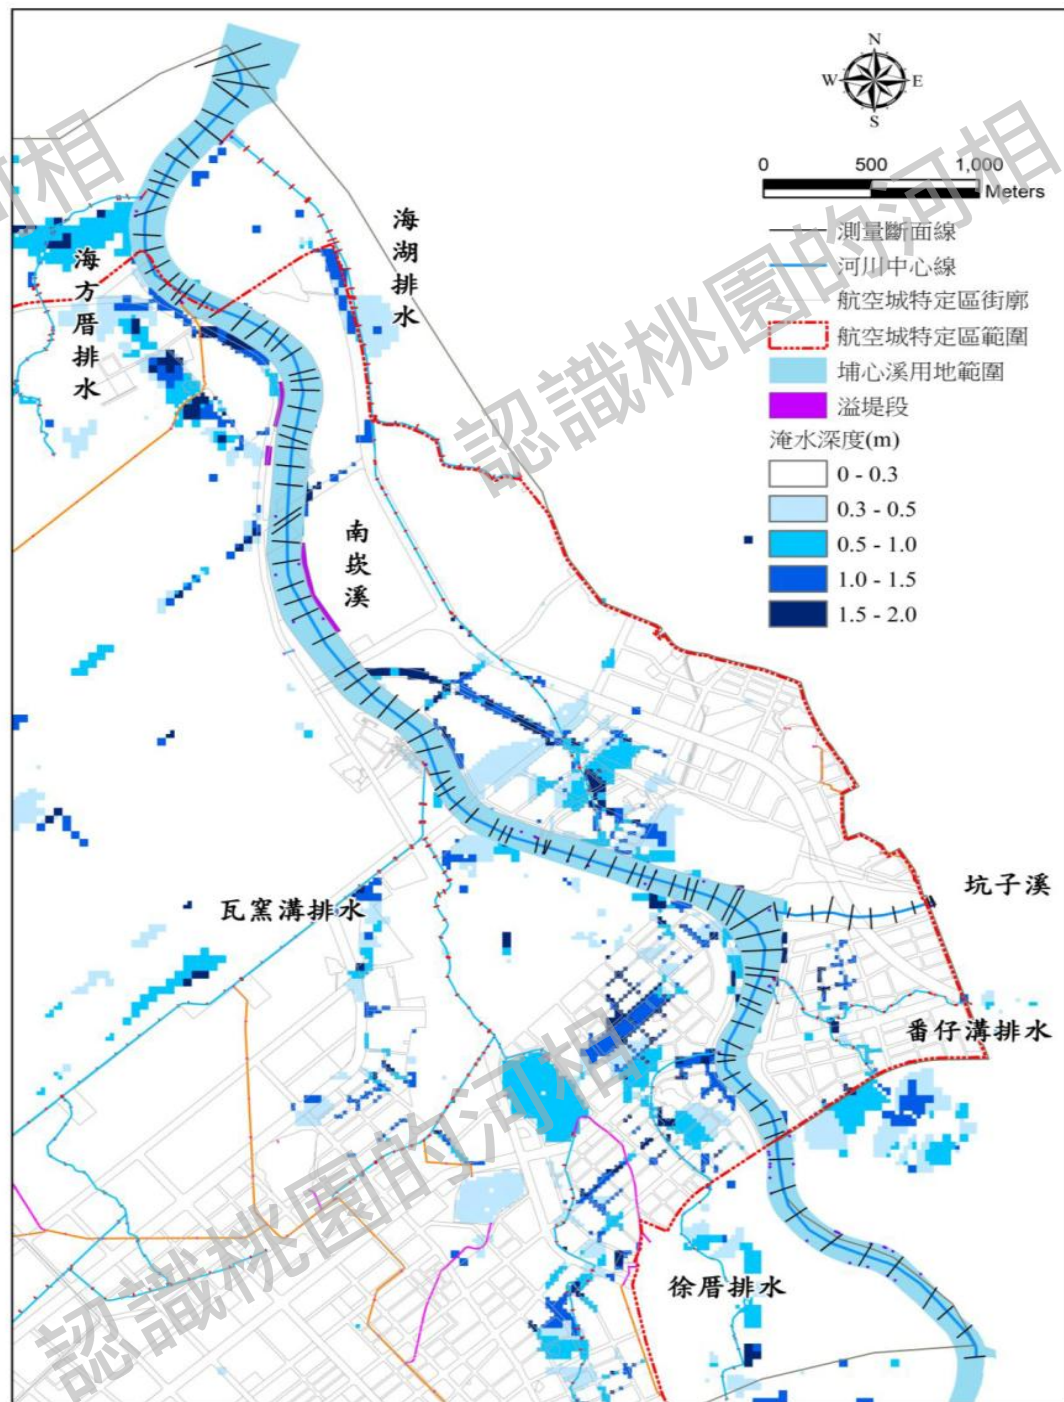 N
W E
S
0 500 1,000
Meters
測量斷面線
河川中心線
航空城特定區街廓
航空城特定區範圍
埔心溪用地範圍
溢堤段
淹水深度(m)
0 - 0.3
0.3 - 0.5
0.5 - 1.0
1.0 - 1.5
1.5 - 2.0
海湖排水
海方厝排水
南崁溪
瓦窯溝排水
坑子溪
番仔溝排水
徐厝排水
河相
認識桃園的河相
認識桃園的河相